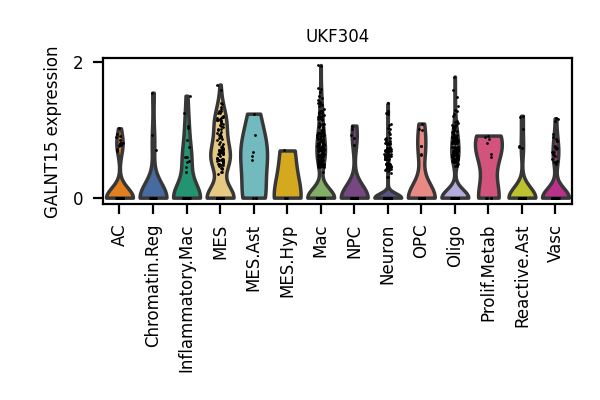 UKF304
GALNT15 expression
2
0
AC
Chromatin.Reg
Inflammatory.Mac
MES
MES.Ast
MES.Hyp
Mac
NPC
Neuron
OPC
Oligo
Prolif.Metab
Reactive.Ast
Vasc